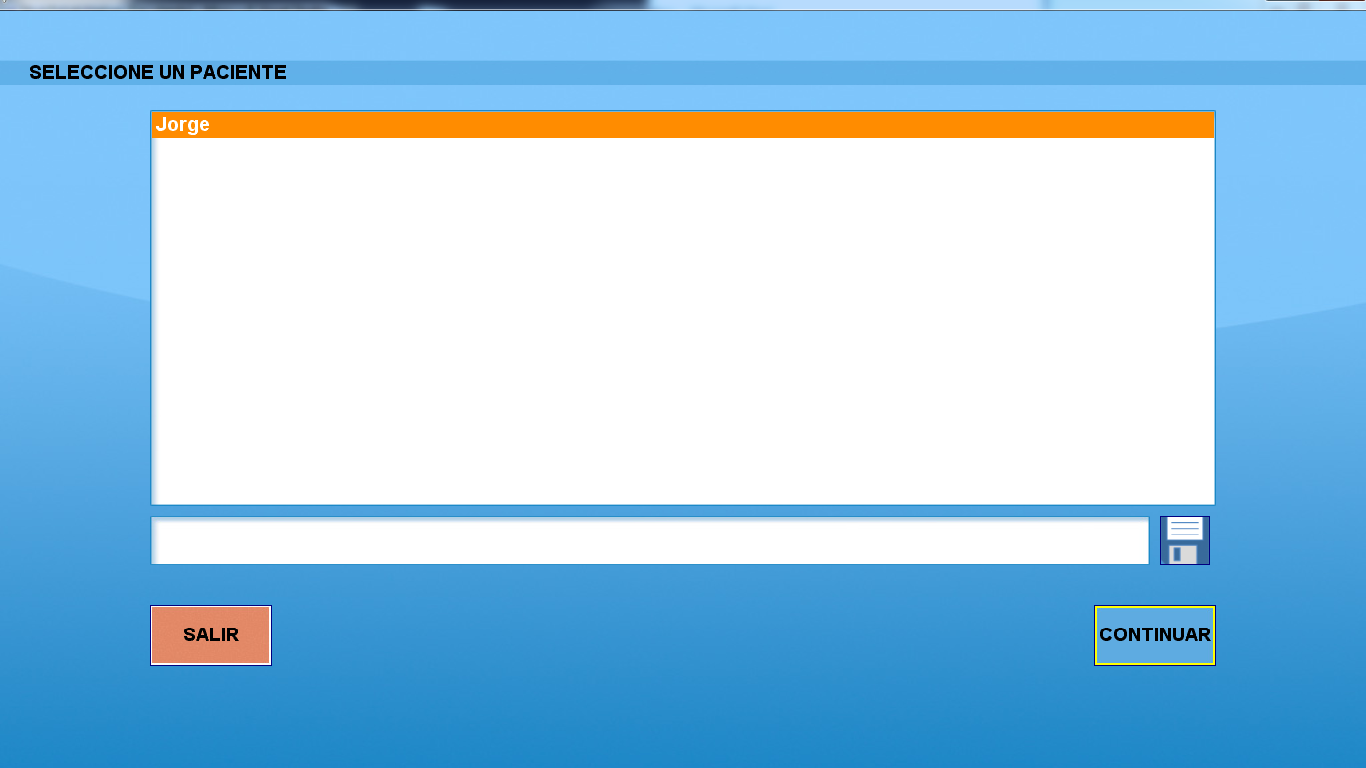 SELECCIONE UN PACIENTE
Jorge
SALIR
CONTINUAR